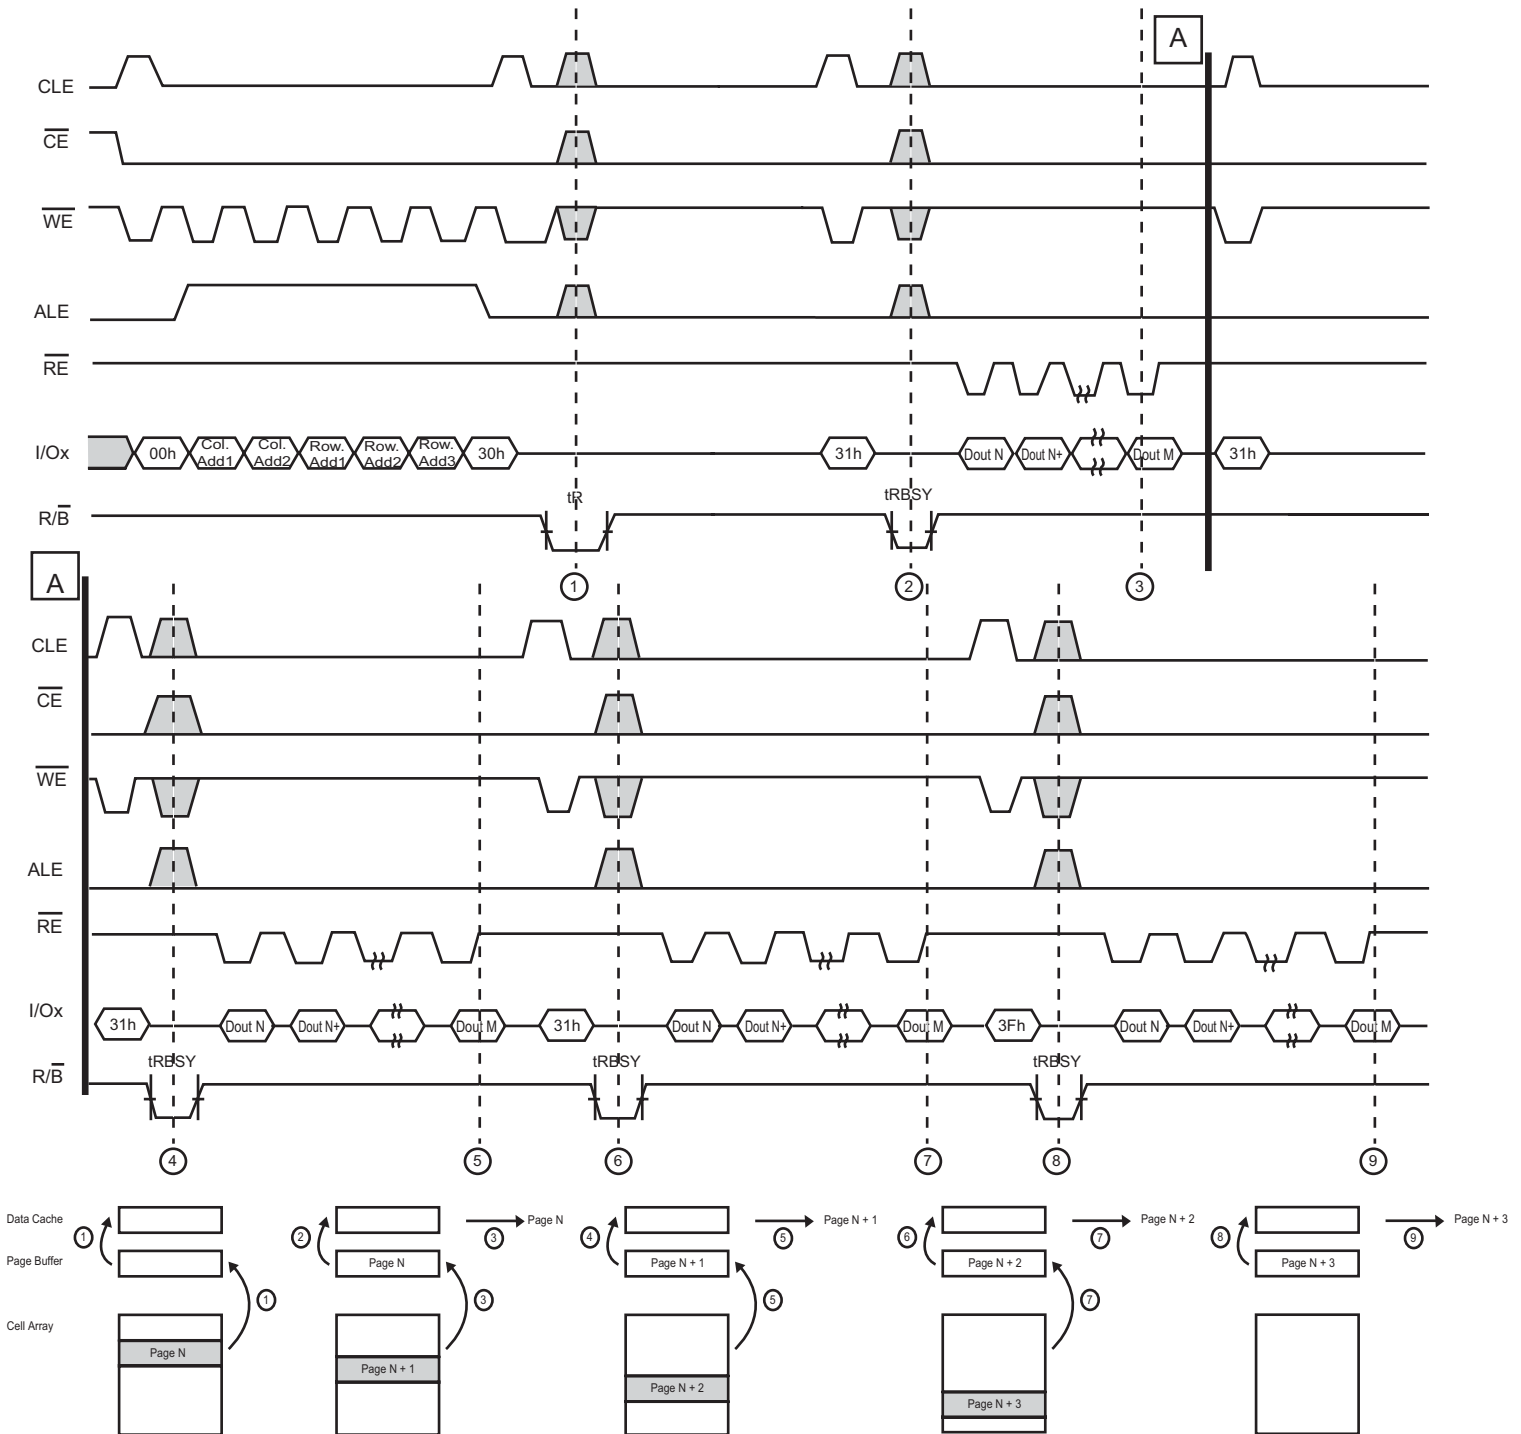 A
CLE
CE
WE
ALE
RE
I/Ox 00h Col. Add1 Col. Add2 Row. Add1 Row. Add2 Row. Add3 30h 31h Dout N Dout N+ Dout M 31h
tR tRBSY
R/B
1 2 3
A
CLE
CE
WE
ALE
RE
I/Ox
31h Dout N Dout N+ Dout M 31h Dout N Dout N+ Dout M 3Fh Dout N Dout N+ Dout M
tRBSY tRBSY tRBSY
R/B
4 5 6 7 8 9
Data Cache 1 2 3 Page N 4 5 Page N + 1 6 7 Page N + 2 8 9 Page N + 3
Page Buffer Page N Page N + 1 Page N + 2 Page N + 3
1 3 5 7
Cell Array
Page N
Page N + 1
Page N + 2
Page N + 3